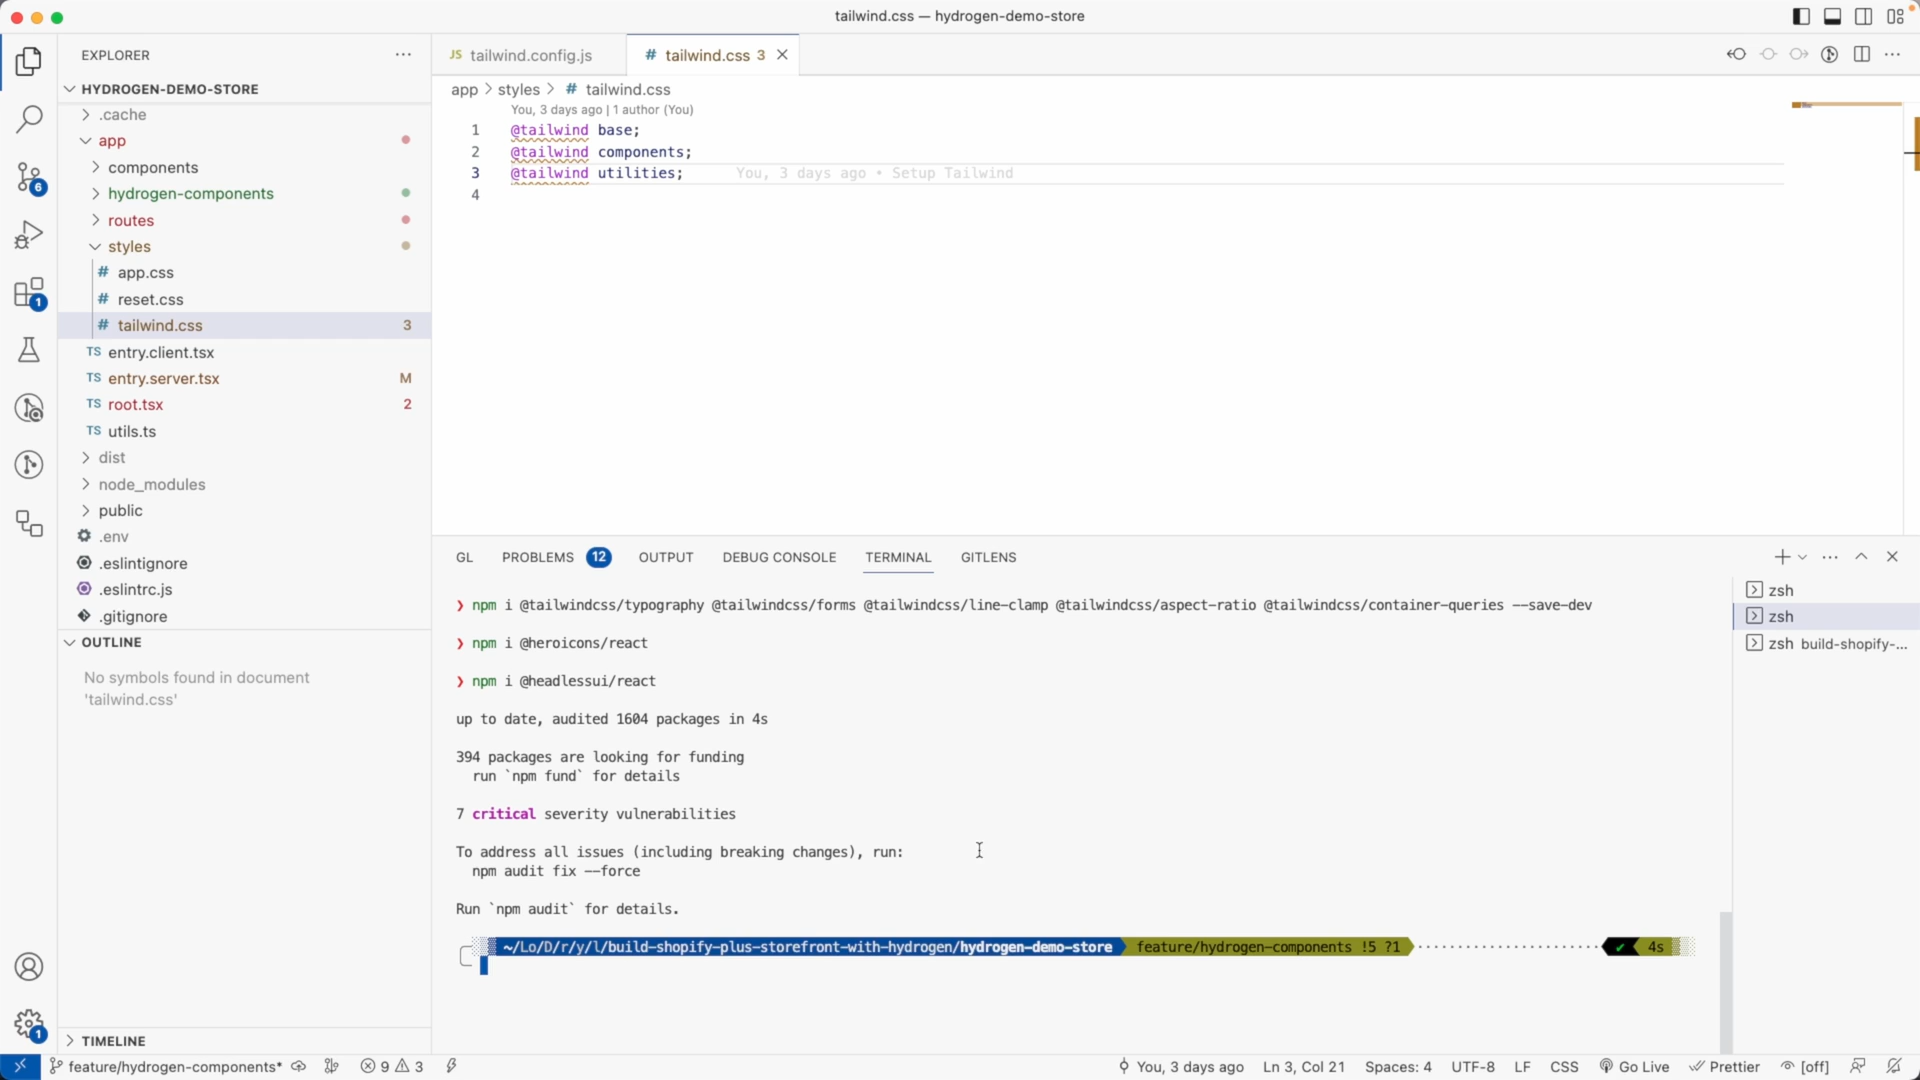 tailwind.css — hydrogen-demo-store
EXPLORER
HYDROGEN-DEMO-STORE
.cache
app
components
hydrogen-components
routes
styles
app.css
reset.css
tailwind.css 3
TS entry.client.tsx
TS entry.server.tsx M
TS root.tsx 2
TS utils.ts
dist
node_modules
public
.env
.eslintignore
.eslintrc.js
.gitignore
OUTLINE
No symbols found in document
'tailwind.css'
TIMELINE
6
1
1
JS tailwind.config.js
# tailwind.css 3
app > styles > # tailwind.css
You, 3 days ago | 1 author (You)
1 @tailwind base;
2 @tailwind components;
3 @tailwind utilities; You, 3 days ago • Setup Tailwind
4
GL PROBLEMS 12 OUTPUT DEBUG CONSOLE TERMINAL GITLENS
❯ npm i @tailwindcss/typography @tailwindcss/forms @tailwindcss/line-clamp @tailwindcss/aspect-ratio @tailwindcss/container-queries --save-dev
❯ npm i @heroicons/react
❯ npm i @headlessui/react
up to date, audited 1604 packages in 4s
394 packages are looking for funding
run `npm fund` for details
7 critical severity vulnerabilities
To address all issues (including breaking changes), run:
npm audit fix --force
Run `npm audit` for details.
~/Lo/D/r/y/l/build-shopify-plus-storefront-with-hydrogen/hydrogen-demo-store feature/hydrogen-components !5 ?1 ✔ 4s
zsh
zsh
zsh build-shopify-...
feature/hydrogen-components* 9 3 You, 3 days ago Ln 3, Col 21 Spaces: 4 UTF-8 LF CSS Go Live Prettier [off]